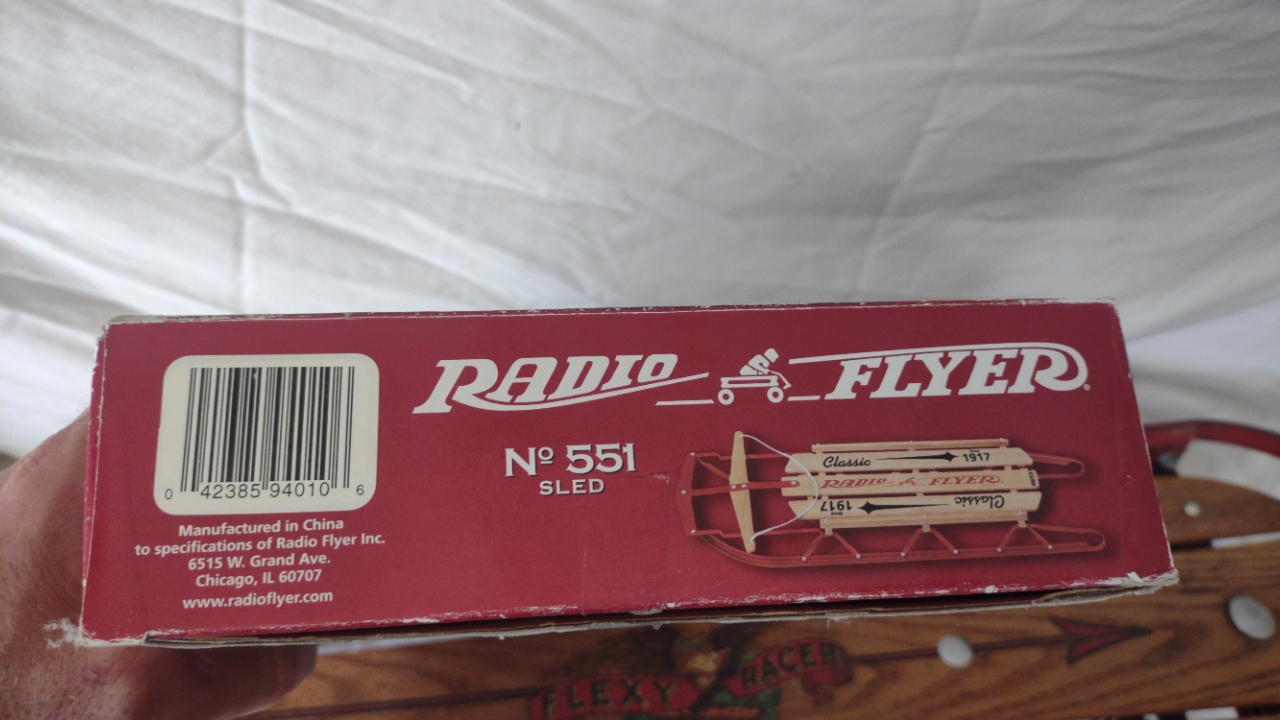 RADIO FLYER®
Nº 551
SLED
Classic 1917
RADIO FLYER
Classic 1917
0 42385 94010 6
Manufactured in China
to specifications of Radio Flyer Inc.
6515 W. Grand Ave.
Chicago, IL 60707
www.radioflyer.com
FLEXY RACER